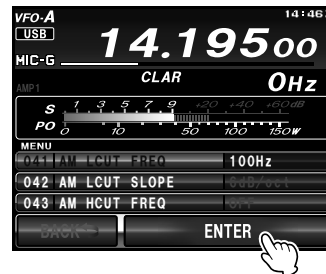 VFO-A 14:46
USB 14.19500
MIC-G
CLAR 0Hz
AMP1
S 1 3 5 7 9 +20 +40 +60dB
PO 0 10 50 100 150W
MENU
041 AM LCUT FREQ 100Hz
042 AM LCUT SLOPE 6dB/oct
043 AM HCUT FREQ OFF
BACK ENTER